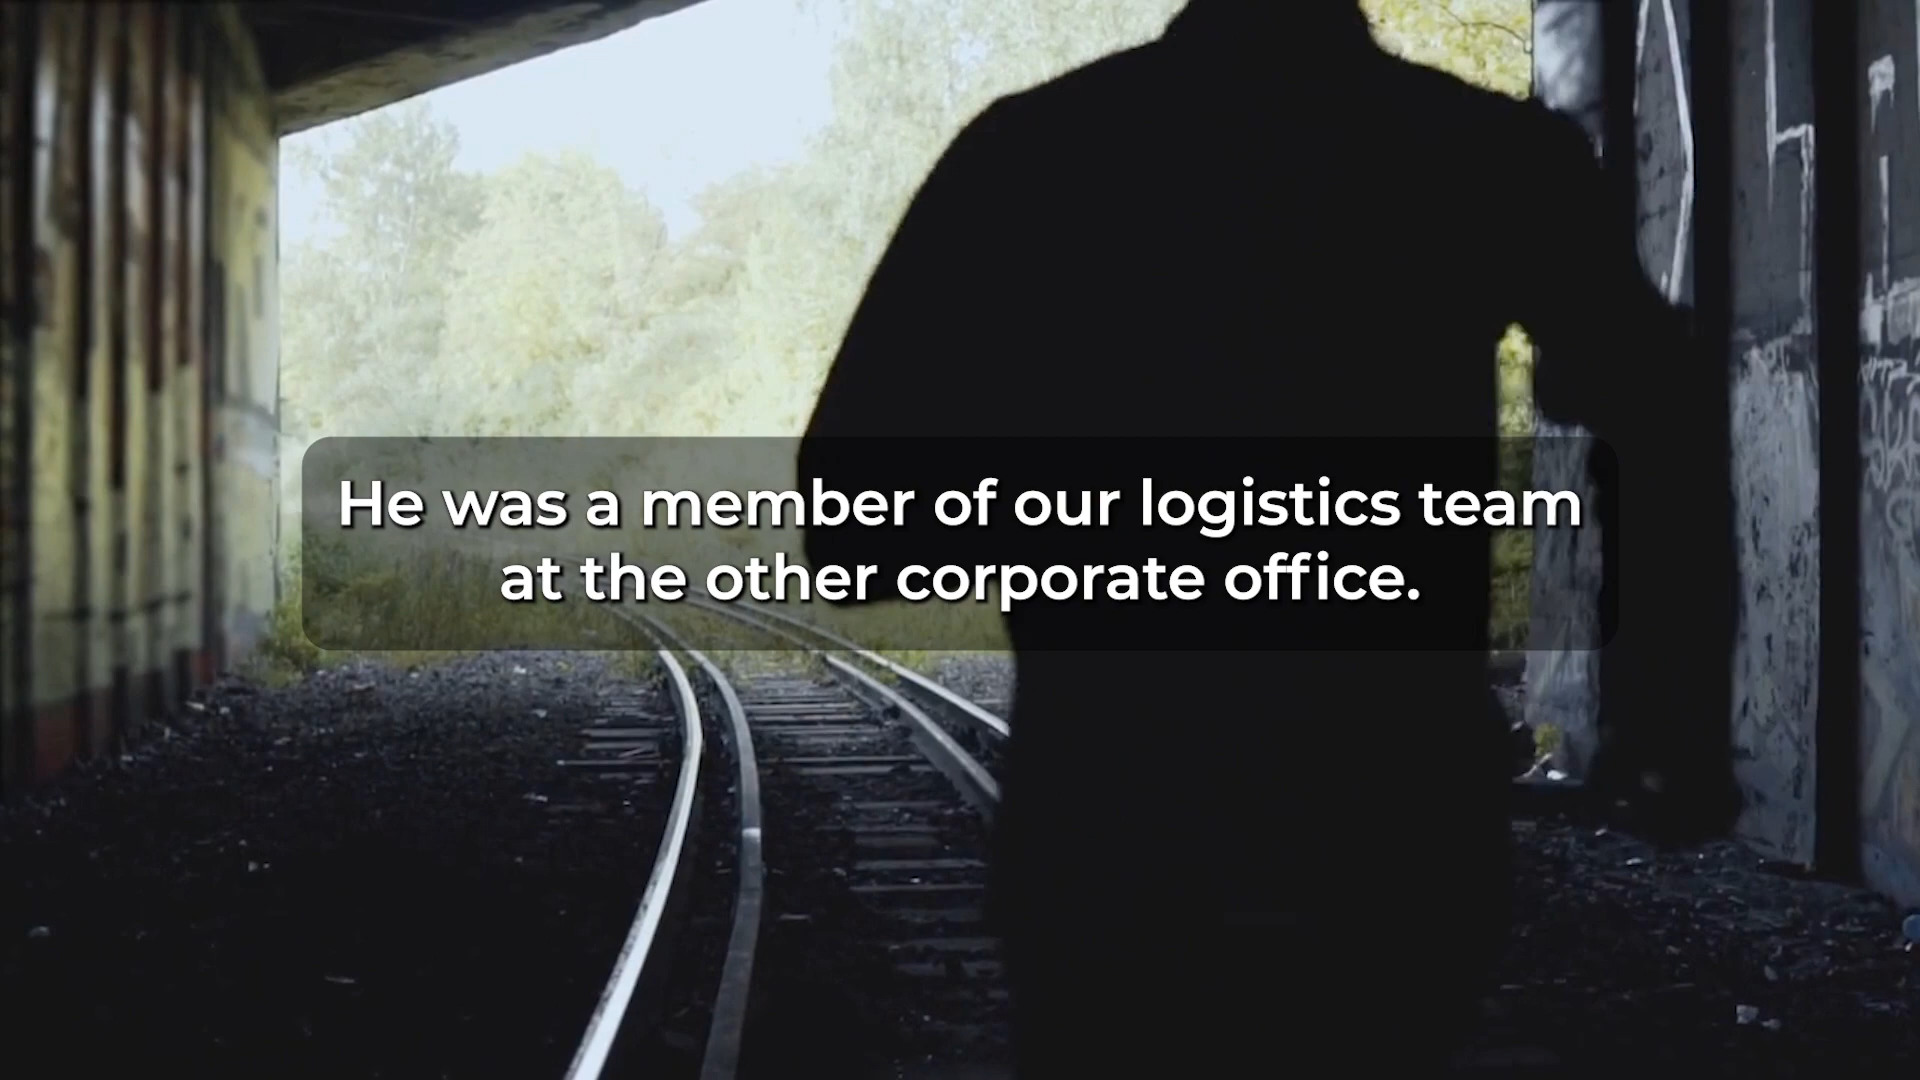 He was a member of our logistics team
at the other corporate office.